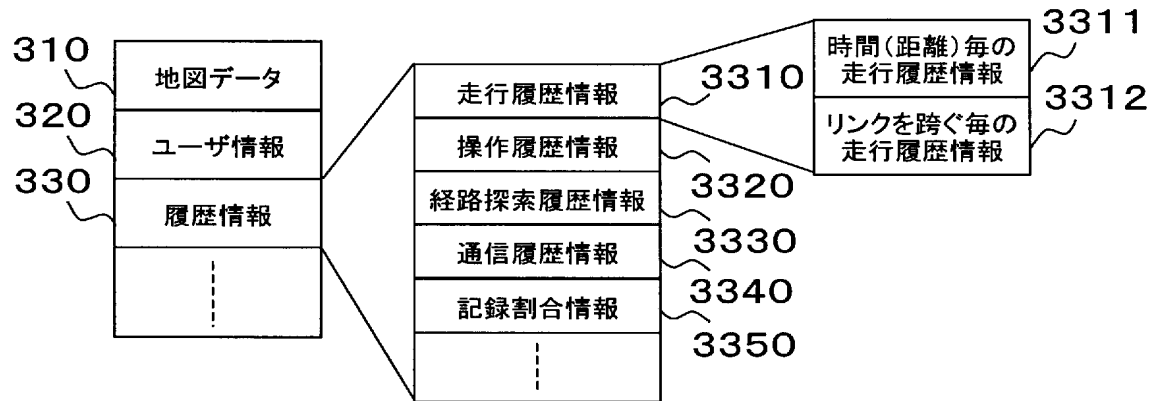 310
地図データ
320
ユーザ情報
330
履歴情報
走行履歴情報
3310
操作履歴情報
3320
経路探索履歴情報
3330
通信履歴情報
3340
記録割合情報
3350
時間(距離)毎の
走行履歴情報
3311
リンクを跨ぐ毎の
走行履歴情報
3312